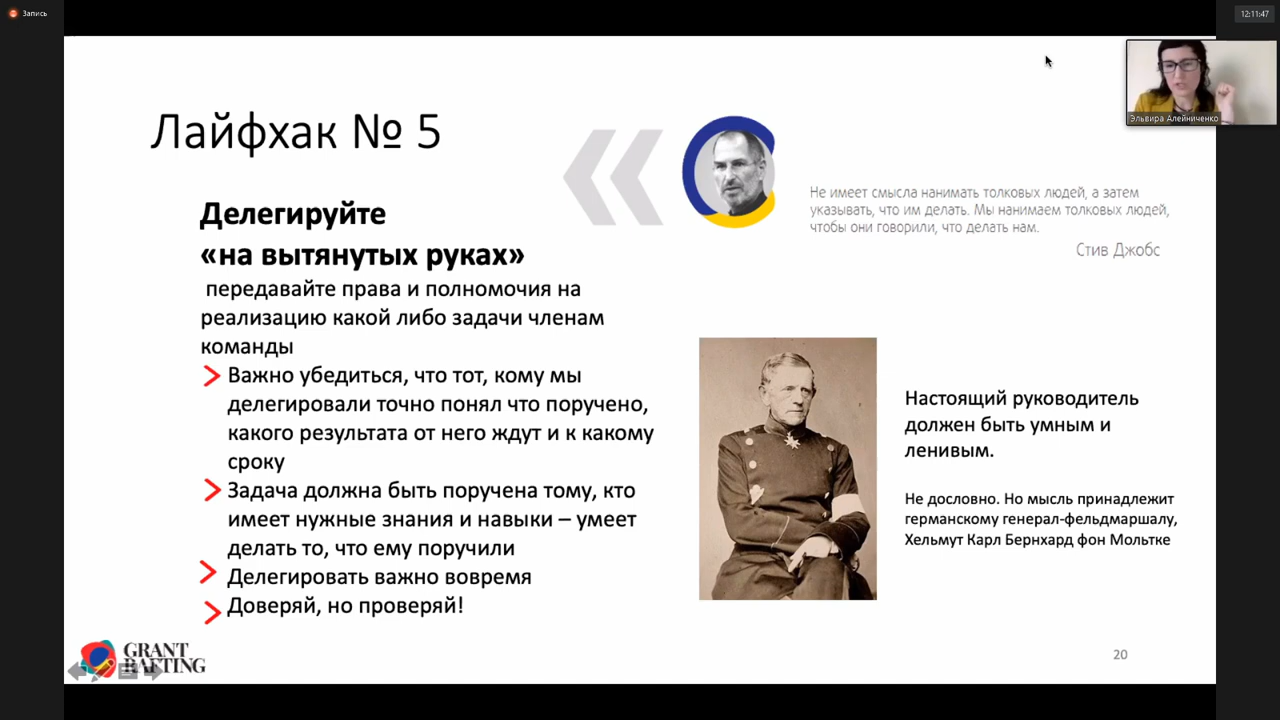 Запись
12:11:47
Эльвира Алейниченко
Лайфхак № 5
Делегируйте
«на вытянутых руках»
передавайте права и полномочия на
реализацию какой либо задачи членам
команды
Важно убедиться, что тот, кому мы
делегировали точно понял что поручено,
какого результата от него ждут и к какому
сроку
Задача должна быть поручена тому, кто
имеет нужные знания и навыки – умеет
делать то, что ему поручили
Делегировать важно вовремя
Доверяй, но проверяй!
Не имеет смысла нанимать толковых людей, а затем
указывать, что им делать. Мы нанимаем толковых людей,
чтобы они говорили, что делать нам.
Стив Джобс
Настоящий руководитель
должен быть умным и
ленивым.
Не дословно. Но мысль принадлежит
германскому генерал-фельдмаршалу,
Хельмут Карл Бернхард фон Мольтке
GRANT
RAFTING
20